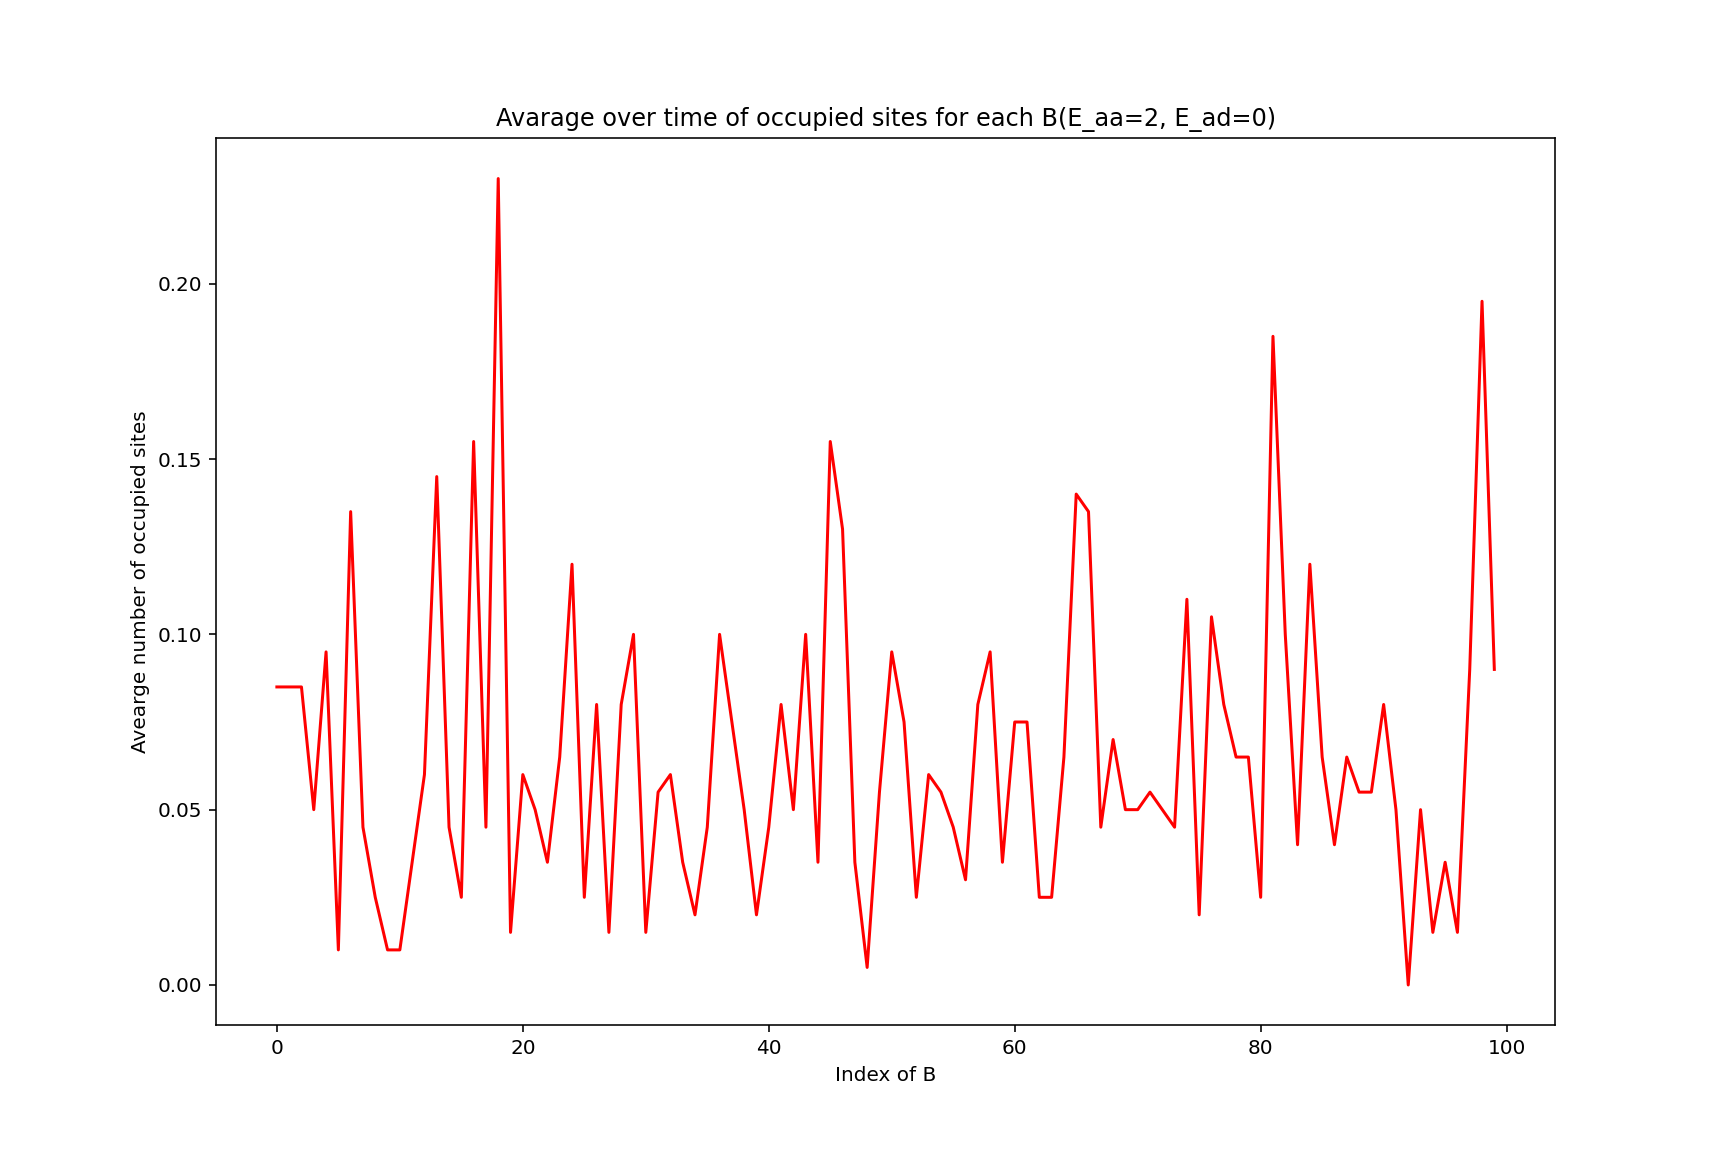 Avarage over time of occupied sites for each B(E_aa=2, E_ad=0)
Avearge number of occupied sites
0.20
0.15
0.10
0.05
0.00
0 20 40 60 80 100
Index of B